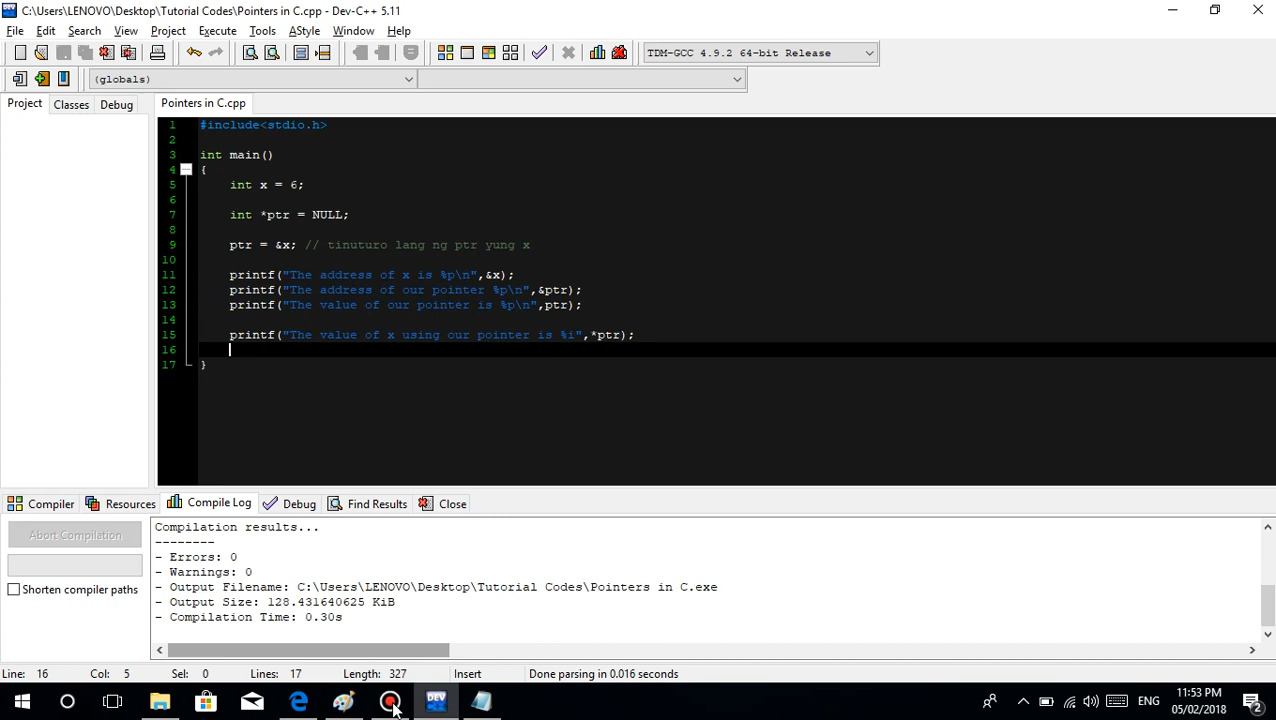 C:\Users\LENOVO\Desktop\Tutorial Codes\Pointers in C.cpp - Dev-C++ 5.11
File Edit Search View Project Execute Tools AStyle Window Help
TDM-GCC 4.9.2 64-bit Release
(globals)
Project Classes Debug
Pointers in C.cpp
1 #include<stdio.h>
2
3 int main()
4 {
5 int x = 6;
6
7 int *ptr = NULL;
8
9 ptr = &x; // tinuturo lang ng ptr yung x
10
11 printf("The address of x is %p\n",&x);
12 printf("The address of our pointer %p\n",&ptr);
13 printf("The value of our pointer is %p\n",ptr);
14
15 printf("The value of x using our pointer is %i",*ptr);
16
17 }
Compiler Resources Compile Log Debug Find Results Close
Abort Compilation
Shorten compiler paths
Compilation results...
--------
- Errors: 0
- Warnings: 0
- Output Filename: C:\Users\LENOVO\Desktop\Tutorial Codes\Pointers in C.exe
- Output Size: 128.431640625 KiB
- Compilation Time: 0.30s
Line: 16 Col: 5 Sel: 0 Lines: 17 Length: 327 Insert Done parsing in 0.016 seconds
DEV
ENG
11:53 PM
05/02/2018
2